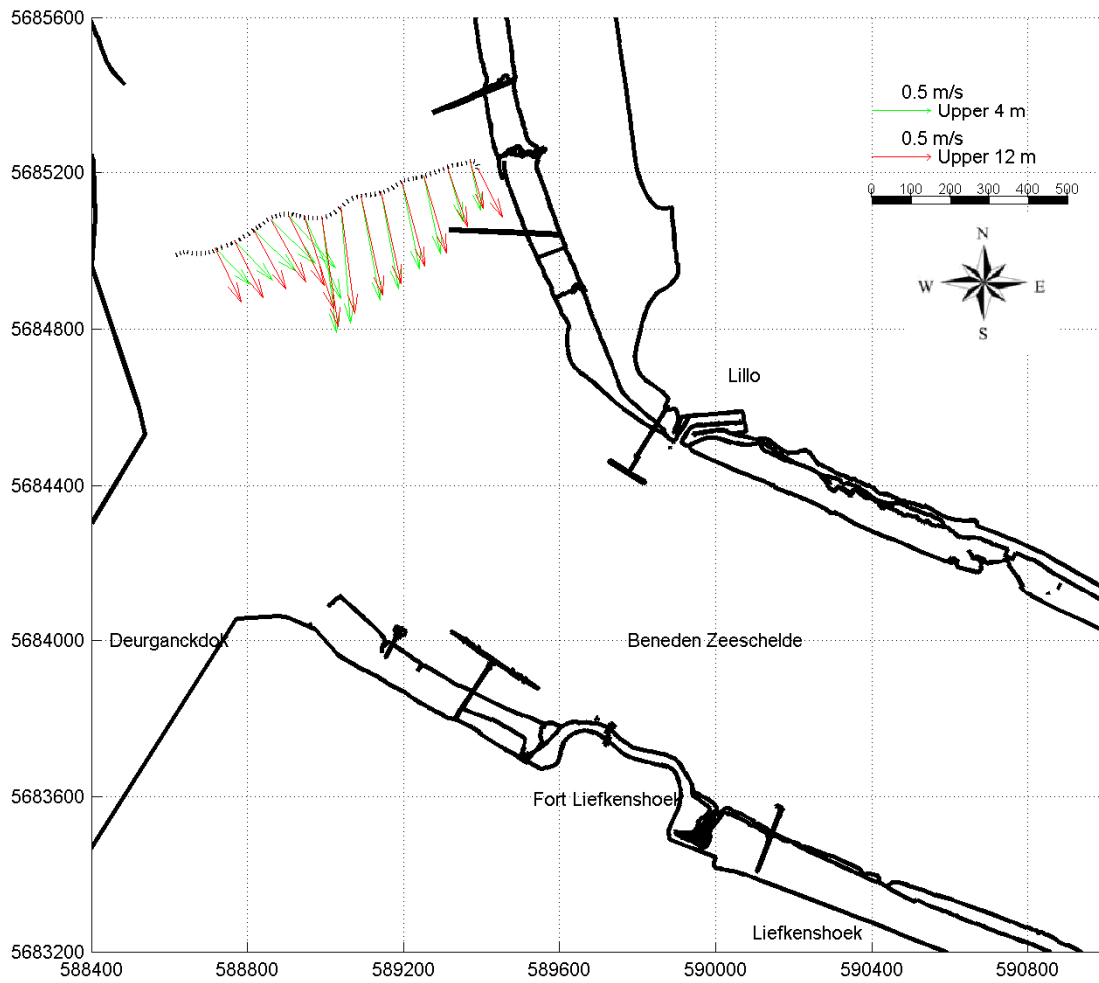 5685600
5685200
5684800
5684400
5684000
5683600
5683200
588400 588800 589200 589600 590000 590400 590800
0.5 m/s
Upper 4 m
0.5 m/s
Upper 12 m
0 100 200 300 400 500
N
W E
S
Lillo
Deurganckdok
Beneden Zeeschelde
Fort Liefkenshoek
Liefkenshoek